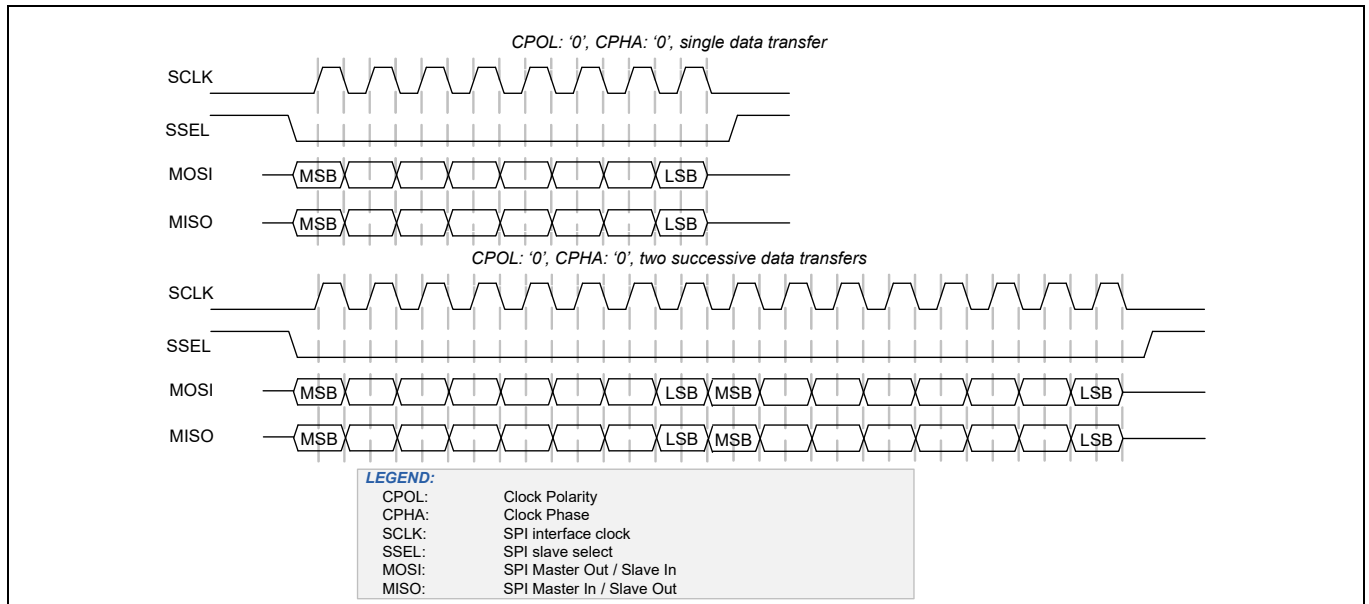 CPOL: ‘0’, CPHA: ‘0’, single data transfer
SCLK
SSEL
MOSI MSB LSB
MISO MSB LSB
CPOL: ‘0’, CPHA: ‘0’, two successive data transfers
SCLK
SSEL
MOSI MSB LSB MSB LSB
MISO MSB LSB MSB LSB
LEGEND:
CPOL: Clock Polarity
CPHA: Clock Phase
SCLK: SPI interface clock
SSEL: SPI slave select
MOSI: SPI Master Out / Slave In
MISO: SPI Master In / Slave Out